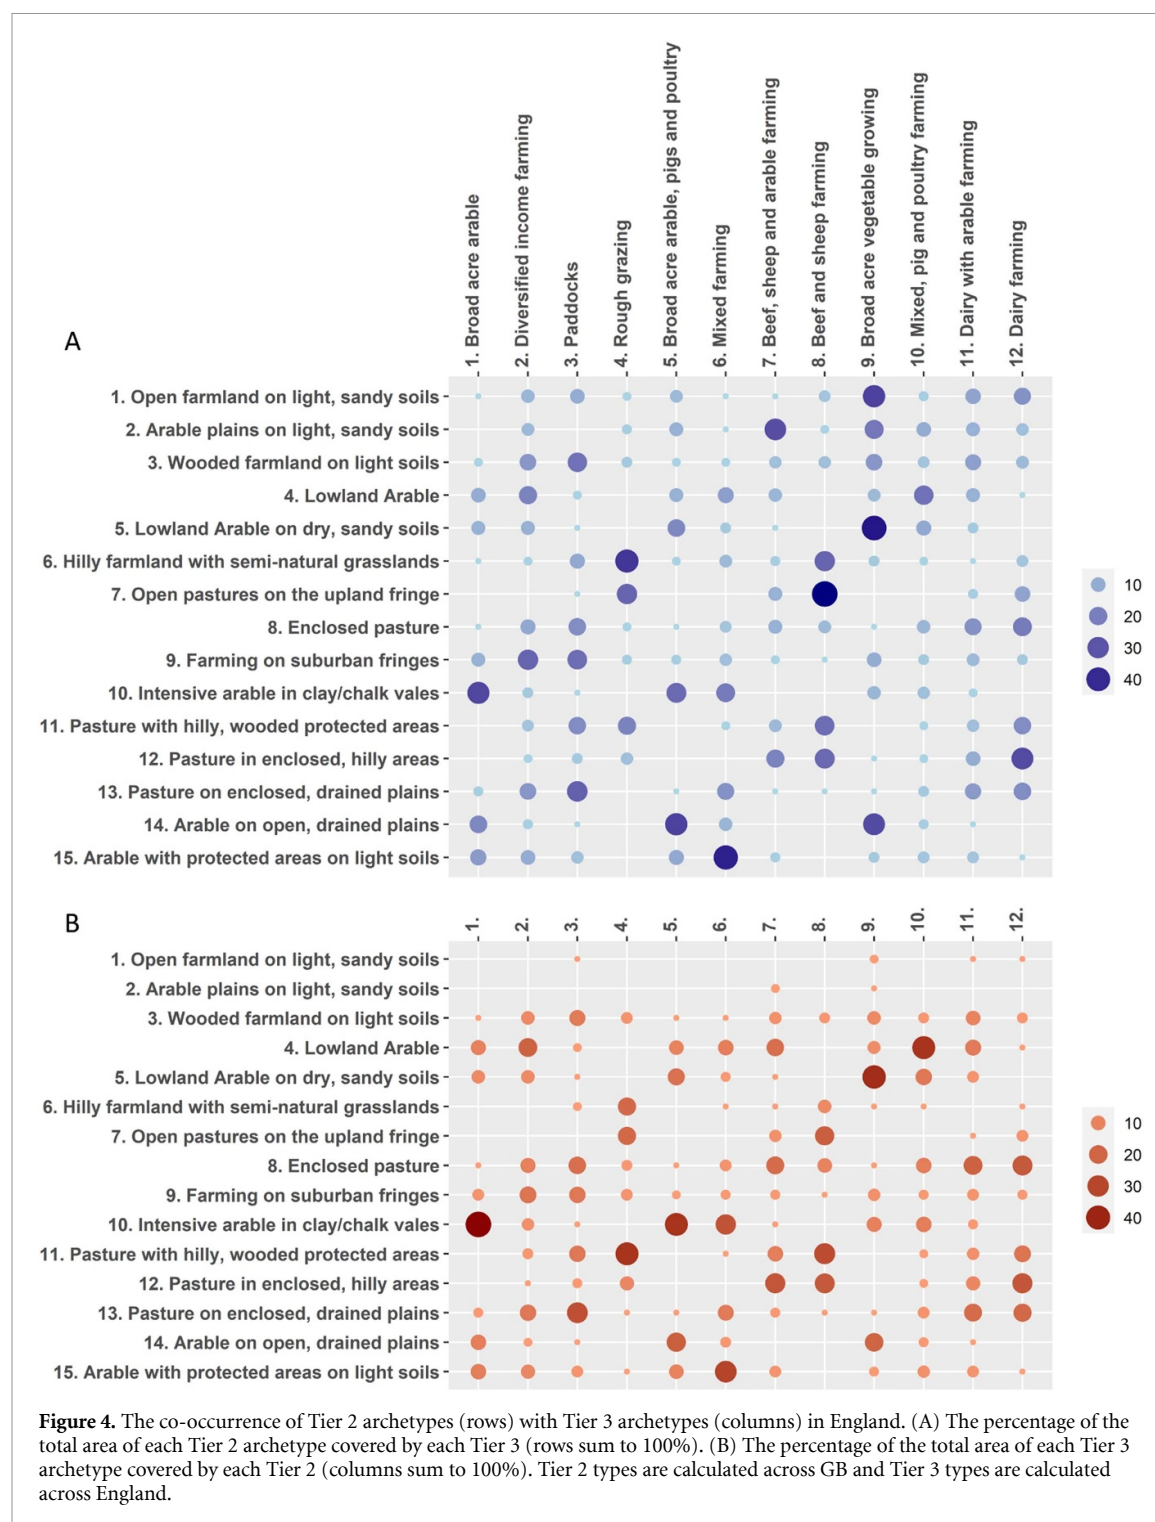 1. Broad acre arable
2. Diversified income farming
3. Paddocks
4. Rough grazing
5. Broad acre arable, pigs and poultry
6. Mixed farming
7. Beef, sheep and arable farming
8. Beef and sheep farming
9. Broad acre vegetable growing
10. Mixed, pig and poultry farming
11. Dairy with arable farming
12. Dairy farming
A
1. Open farmland on light, sandy soils
2. Arable plains on light, sandy soils
3. Wooded farmland on light soils
4. Lowland Arable
5. Lowland Arable on dry, sandy soils
6. Hilly farmland with semi-natural grasslands
7. Open pastures on the upland fringe
8. Enclosed pasture
9. Farming on suburban fringes
10. Intensive arable in clay/chalk vales
11. Pasture with hilly, wooded protected areas
12. Pasture in enclosed, hilly areas
13. Pasture on enclosed, drained plains
14. Arable on open, drained plains
15. Arable with protected areas on light soils
10
20
30
40
B
1.
2.
3.
4.
5.
6.
7.
8.
9.
10.
11.
12.
1. Open farmland on light, sandy soils
2. Arable plains on light, sandy soils
3. Wooded farmland on light soils
4. Lowland Arable
5. Lowland Arable on dry, sandy soils
6. Hilly farmland with semi-natural grasslands
7. Open pastures on the upland fringe
8. Enclosed pasture
9. Farming on suburban fringes
10. Intensive arable in clay/chalk vales
11. Pasture with hilly, wooded protected areas
12. Pasture in enclosed, hilly areas
13. Pasture on enclosed, drained plains
14. Arable on open, drained plains
15. Arable with protected areas on light soils
10
20
30
40
Figure 4. The co-occurrence of Tier 2 archetypes (rows) with Tier 3 archetypes (columns) in England. (A) The percentage of the
total area of each Tier 2 archetype covered by each Tier 3 (rows sum to 100%). (B) The percentage of the total area of each Tier 3
archetype covered by each Tier 2 (columns sum to 100%). Tier 2 types are calculated across GB and Tier 3 types are calculated
across England.